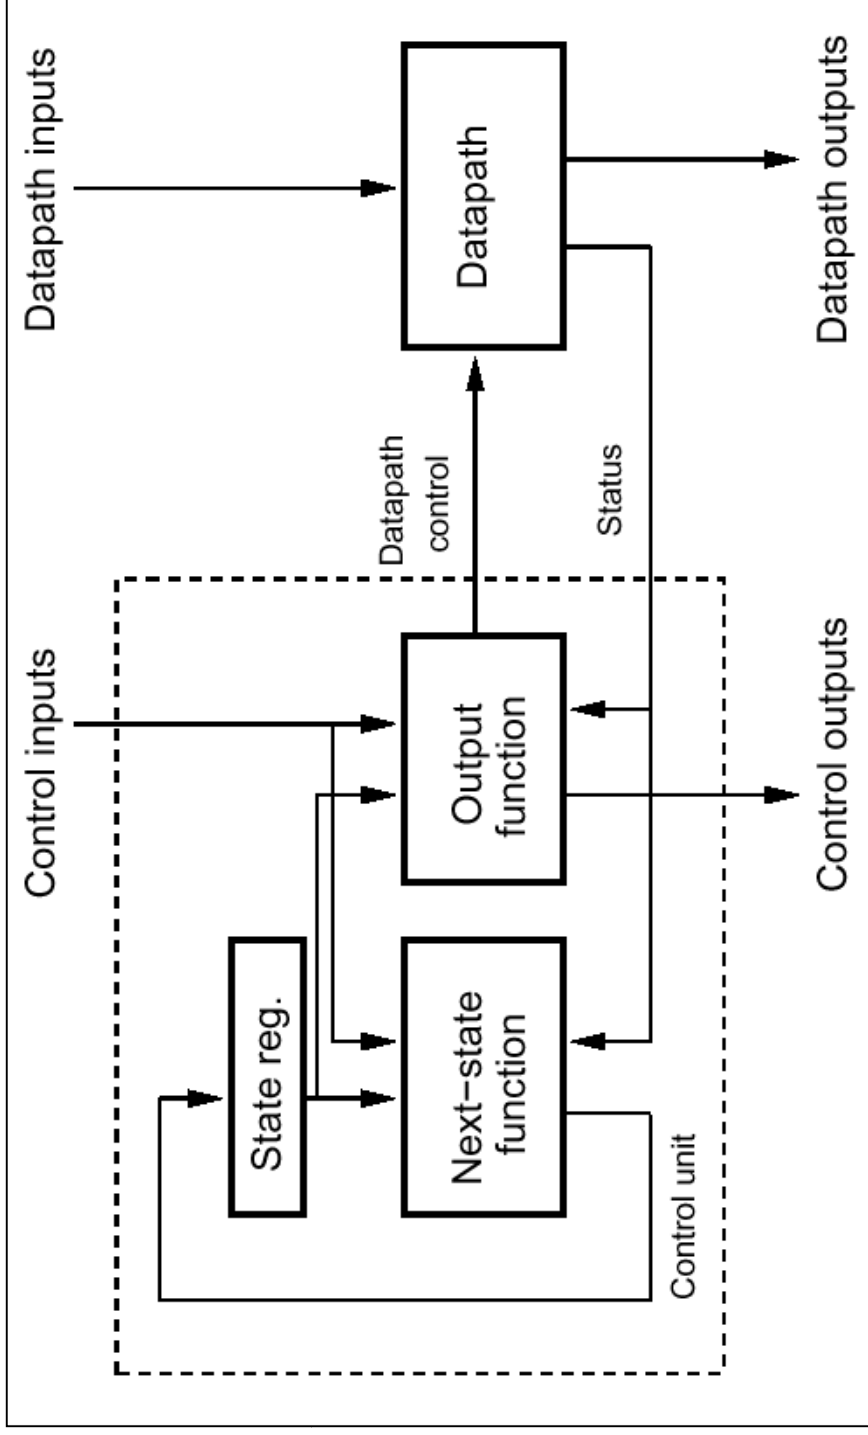 Control inputs
Datapath inputs
State reg.
Next−state
function
Output
function
Datapath
control
Datapath
Status
Control unit
Control outputs
Datapath outputs